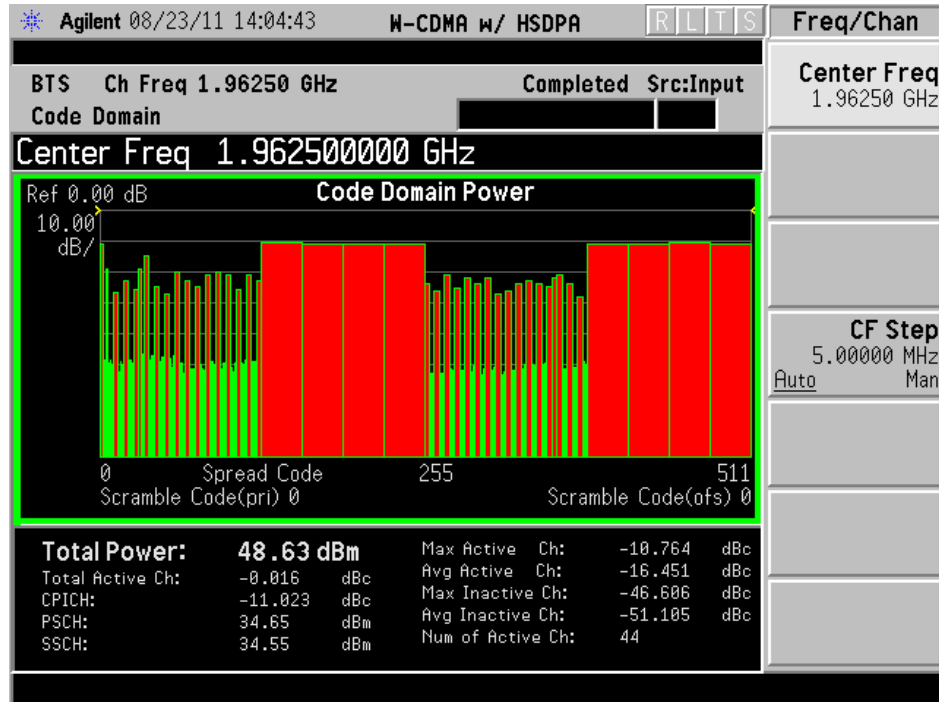 Agilent 08/23/11 14:04:43 W-CDMA w/ HSDPA R L T S Freq/Chan
BTS Ch Freq 1.96250 GHz Completed Src:Input
Code Domain
Center Freq
1.96250 GHz
Center Freq 1.962500000 GHz
Ref 0.00 dB Code Domain Power
10.00
dB/
0 Spread Code 255 511
Scramble Code(pri) 0 Scramble Code(ofs) 0
CF Step
5.00000 MHz
Auto Man
Total Power: 48.63 dBm
Total Active Ch: -0.016 dBc
CPICH: -11.023 dBc
PSCH: 34.65 dBm
SSCH: 34.55 dBm
Max Active Ch: -10.764 dBc
Avg Active Ch: -16.451 dBc
Max Inactive Ch: -46.606 dBc
Avg Inactive Ch: -51.105 dBc
Num of Active Ch: 44